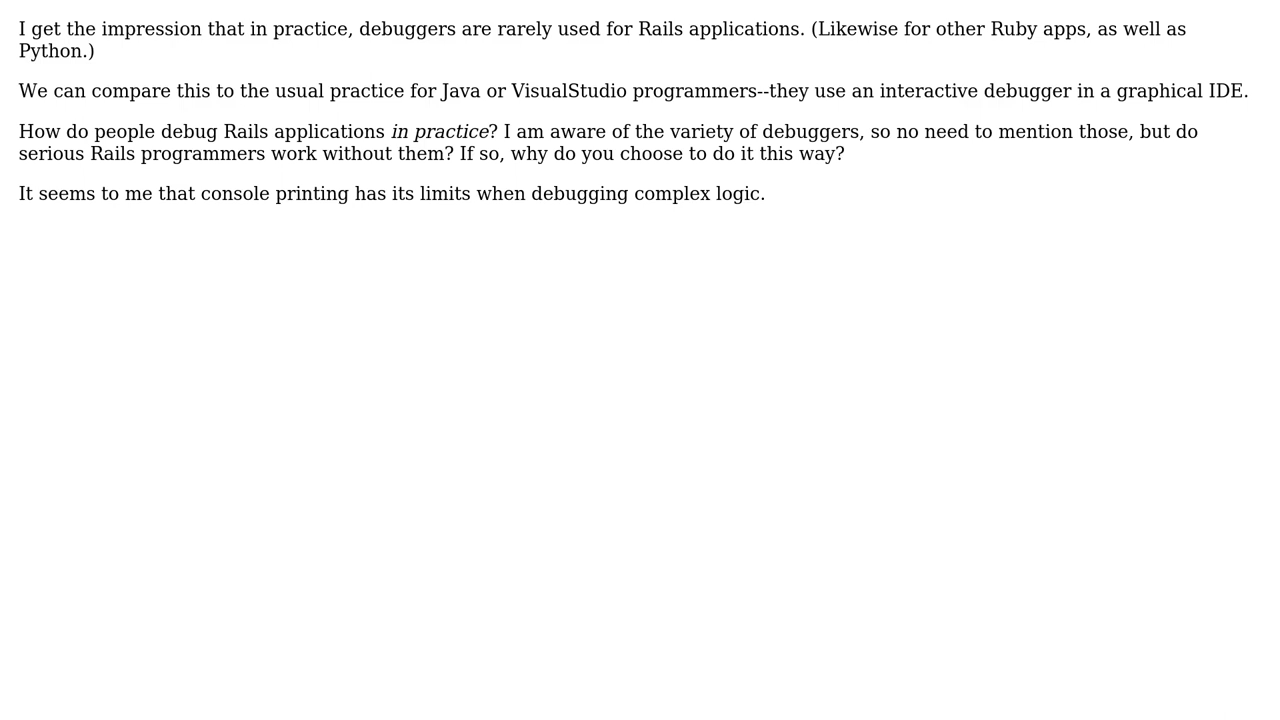 I get the impression that in practice, debuggers are rarely used for Rails applications. (Likewise for other Ruby apps, as well as
Python.)
We can compare this to the usual practice for Java or VisualStudio programmers--they use an interactive debugger in a graphical IDE.
How do people debug Rails applications in practice? I am aware of the variety of debuggers, so no need to mention those, but do
serious Rails programmers work without them? If so, why do you choose to do it this way?
It seems to me that console printing has its limits when debugging complex logic.